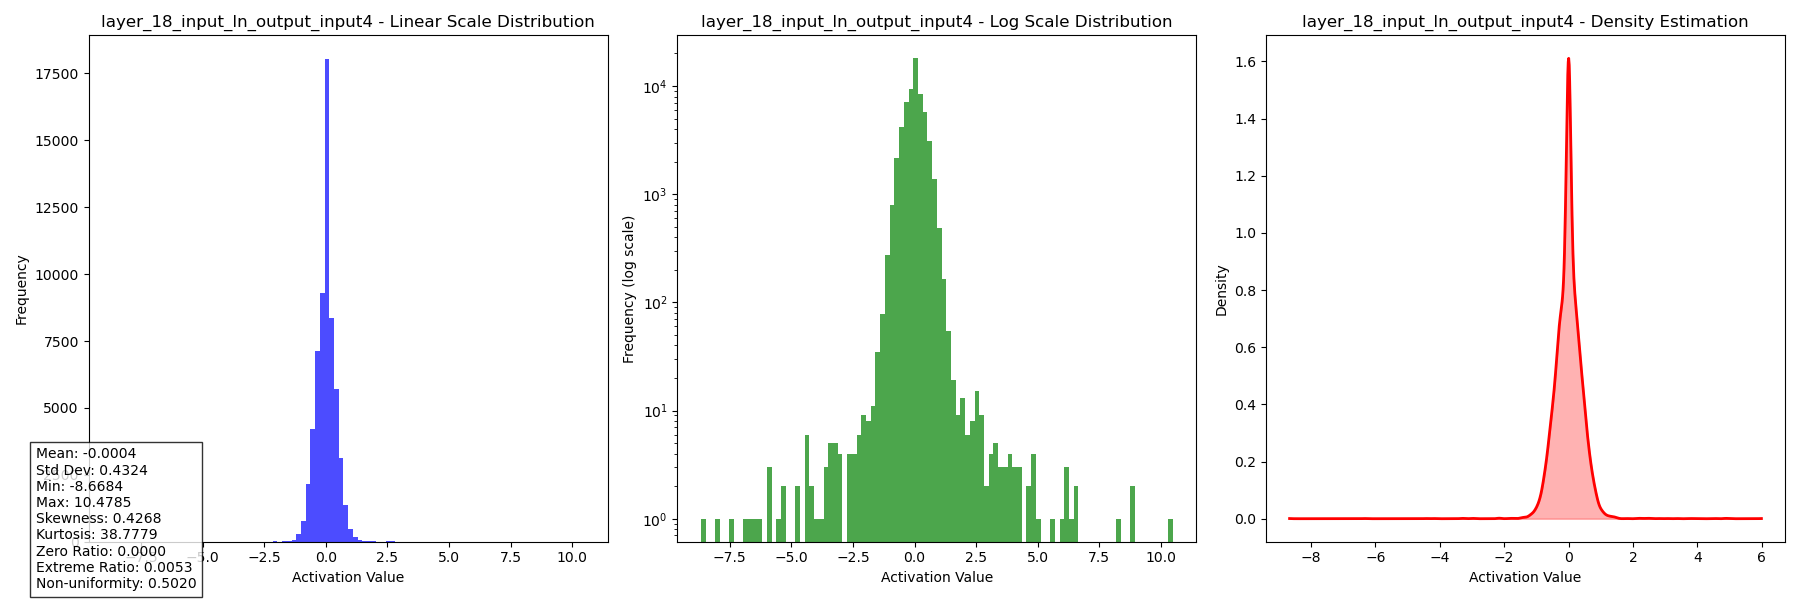 layer_18_input_ln_output_input4 - Linear Scale Distribution
17500
15000
12500
10000
7500
5000
Frequency
−5.0
−2.5
0.0
2.5
5.0
7.5
10.0
Activation Value
Mean: -0.0004
Std Dev: 0.4324
Min: -8.6684
Max: 10.4785
Skewness: 0.4268
Kurtosis: 38.7779
Zero Ratio: 0.0000
Extreme Ratio: 0.0053
Non-uniformity: 0.5020
layer_18_input_ln_output_input4 - Log Scale Distribution
10⁴
10³
10²
10¹
10⁰
Frequency (log scale)
−7.5
−5.0
−2.5
0.0
2.5
5.0
7.5
10.0
Activation Value
layer_18_input_ln_output_input4 - Density Estimation
1.6
1.4
1.2
1.0
0.8
0.6
0.4
0.2
0.0
Density
−8
−6
−4
−2
0
2
4
6
Activation Value